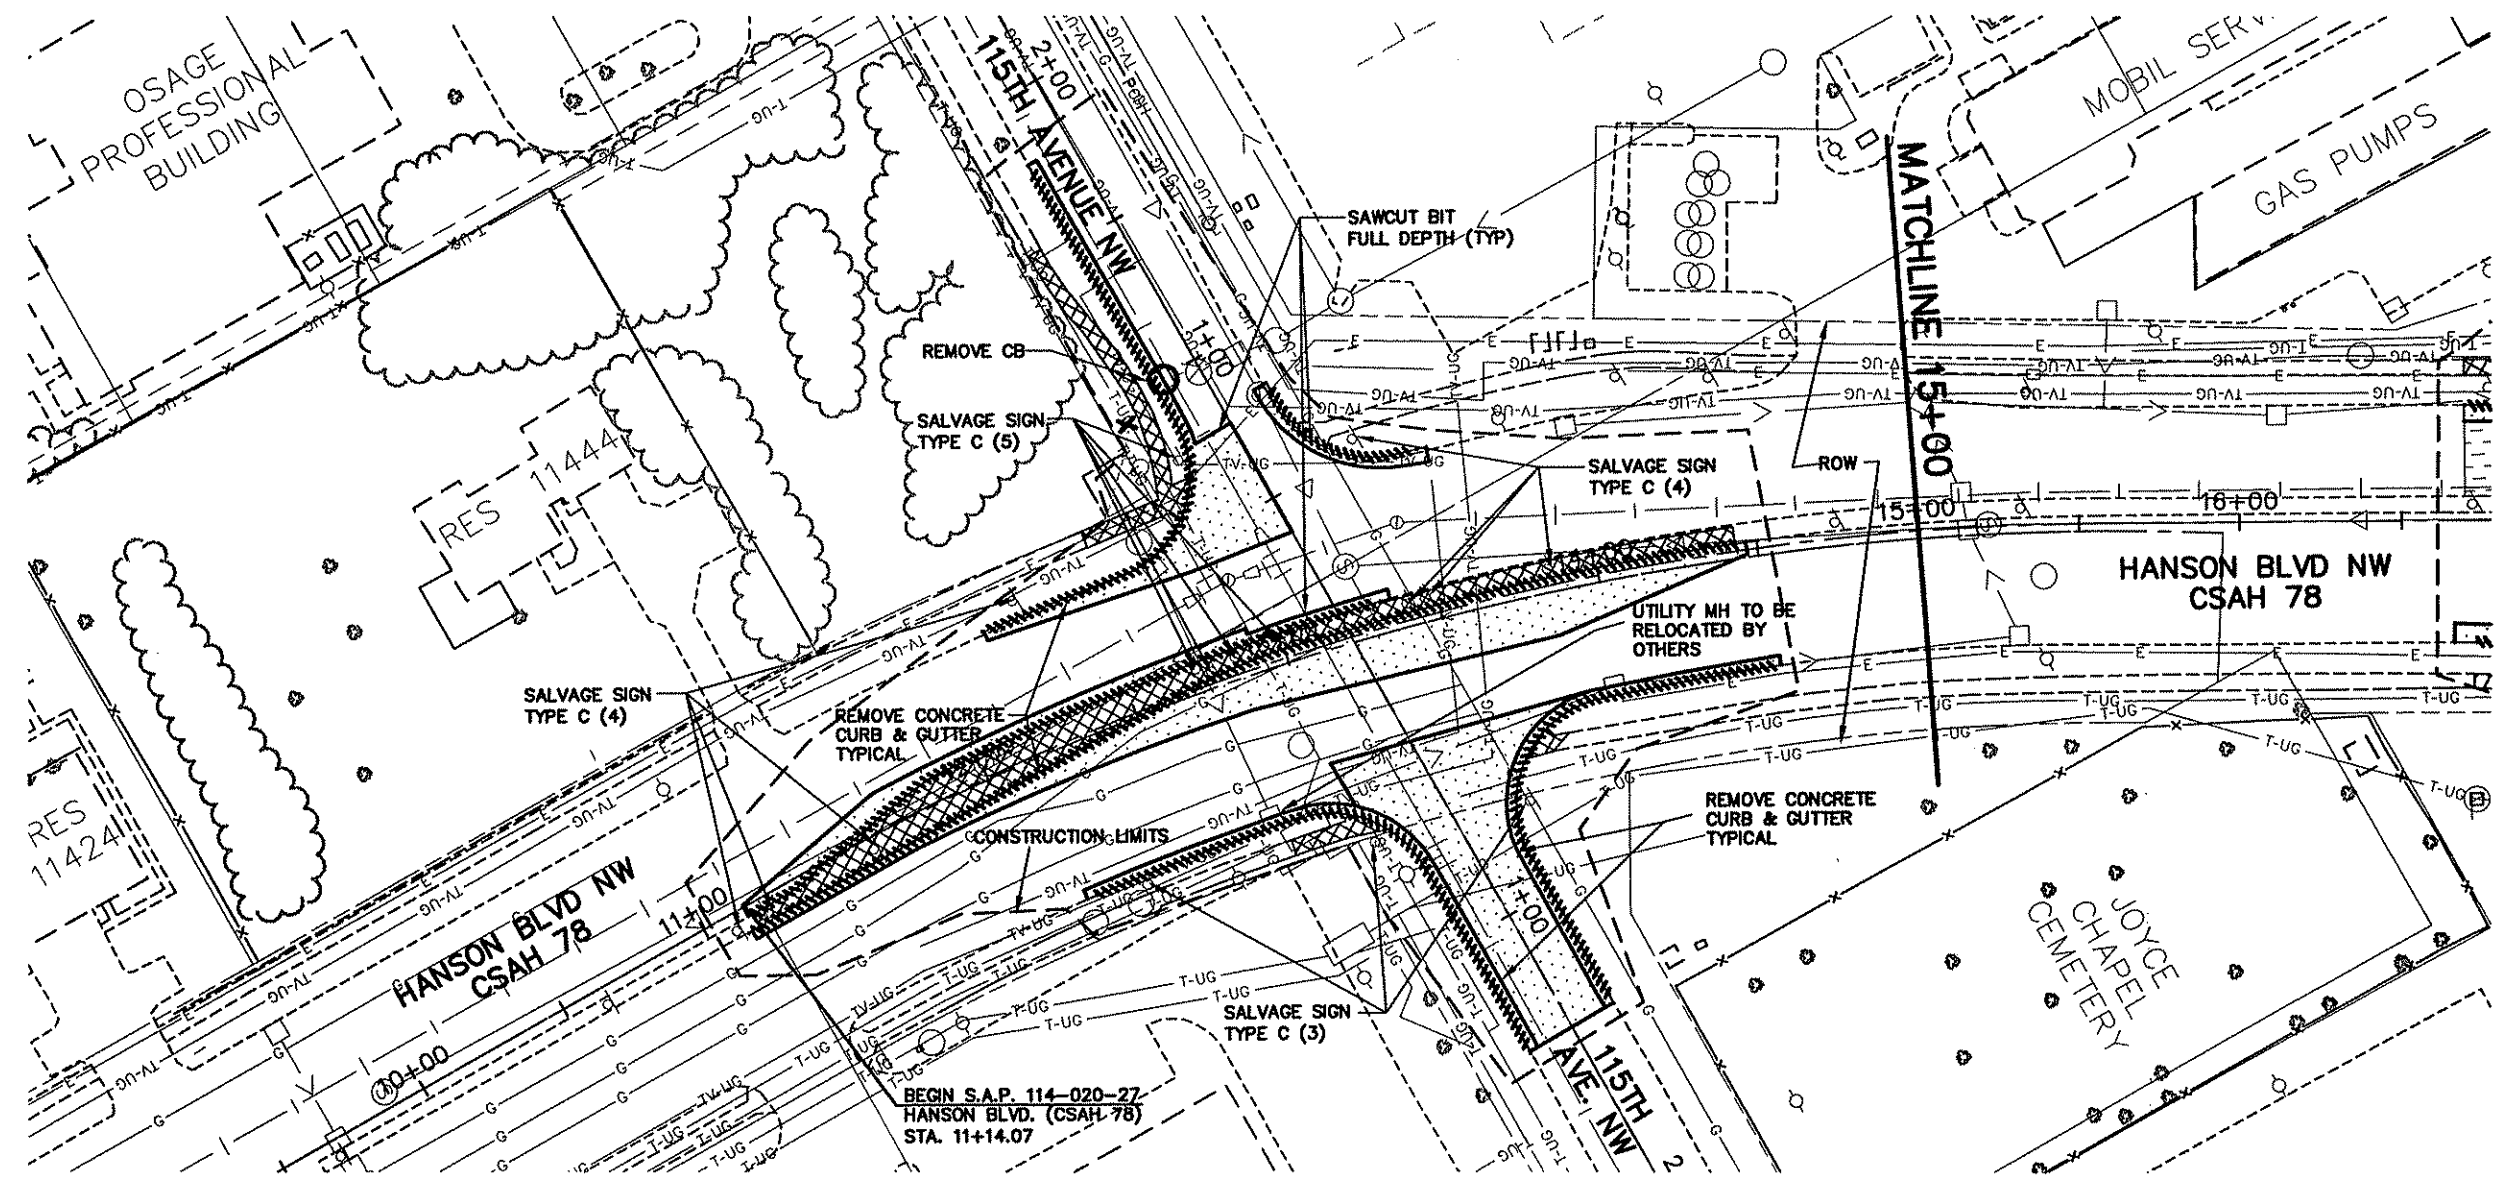 OSAGE
PROFESSIONAL
BUILDING
115TH AVENUE NW
2+00
1+00
MOBIL
GAS PUMPS
MATCHLINE 15+00
SAWCUT BIT
FULL DEPTH (TYP)
REMOVE CB
SALVAGE SIGN
TYPE C (5)
SALVAGE SIGN
TYPE C (4)
ROW
15+00
16+00
HANSON BLVD NW
CSAH 78
RES 11444
UTILITY MH TO BE
RELOCATED BY
OTHERS
SALVAGE SIGN
TYPE C (4)
REMOVE CONCRETE
CURB & GUTTER
TYPICAL
RES
11424
CONSTRUCTION LIMITS
REMOVE CONCRETE
CURB & GUTTER
TYPICAL
11+00
HANSON BLVD NW
CSAH 78
10+00
SALVAGE SIGN
TYPE C (3)
JOYCE
CHAPEL
CEMETERY
1+00
115TH
AVE. NW
BEGIN S.A.P. 114-020-27
HANSON BLVD. (CSAH 78)
STA. 11+14.07
T-UG
TV-UG
E
G